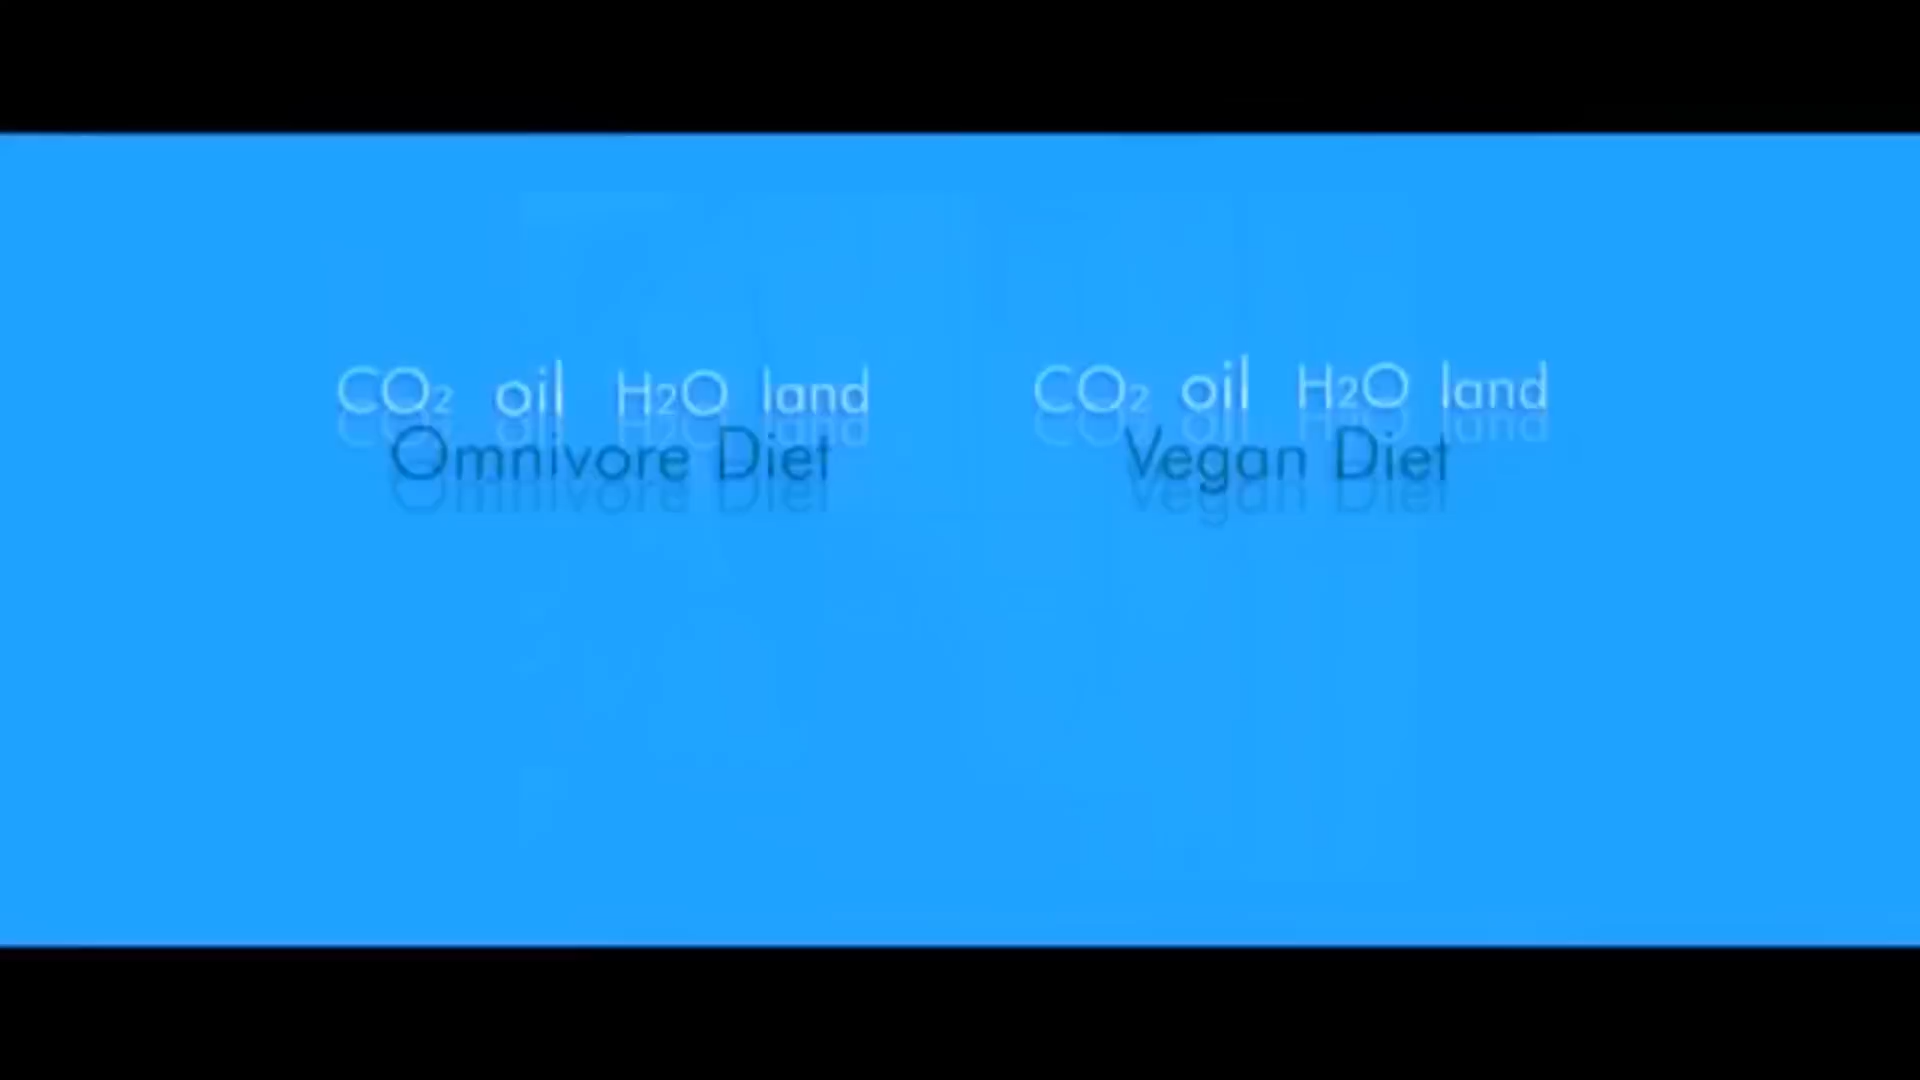 CO2 oil H2O land
Omnivore Diet
CO2 oil H2O land
Vegan Diet